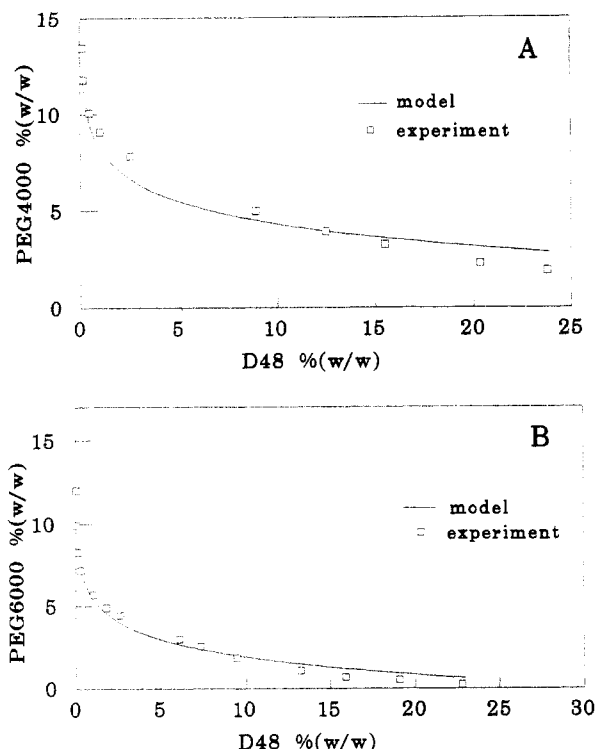 15
A
model
experiment
10
5
0
PEG4000 %(w/w)
0 5 10 15 20 25
D48 %(w/w)
B
15
model
experiment
10
5
0
PEG6000 %(w/w)
0 5 10 15 20 25 30
D48 %(w/w)